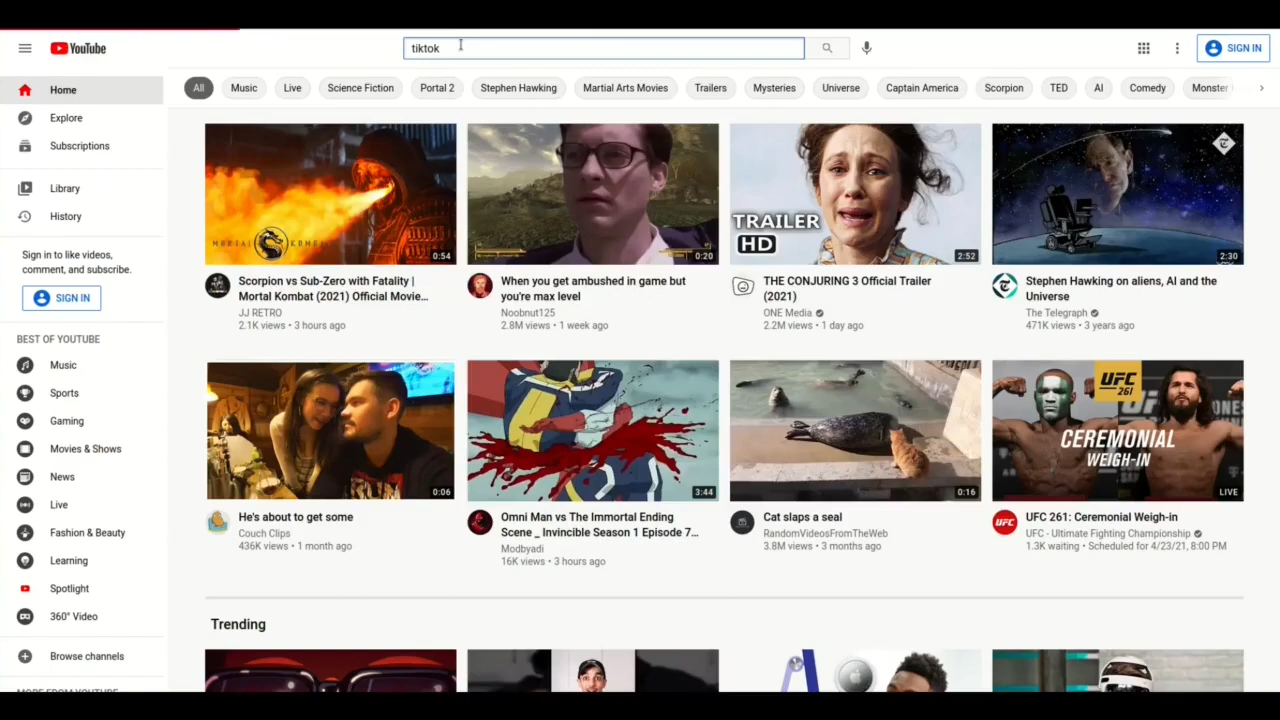 YouTube
tiktok
SIGN IN
Home
Explore
Subscriptions
Library
History
Sign in to like videos,
comment, and subscribe.
SIGN IN
BEST OF YOUTUBE
Music
Sports
Gaming
Movies & Shows
News
Live
Fashion & Beauty
Learning
Spotlight
360° Video
Browse channels
MORE FROM YOUTUBE
All
Music
Live
Science Fiction
Portal 2
Stephen Hawking
Martial Arts Movies
Trailers
Mysteries
Universe
Captain America
Scorpion
TED
AI
Comedy
Monster
MORTAL KOMBAT
0:54
Scorpion vs Sub-Zero with Fatality |
Mortal Kombat (2021) Official Movie…
JJ RETRO
2.1K views • 3 hours ago
0:20
When you get ambushed in game but
you're max level
Noobnut125
2.8M views • 1 week ago
TRAILER
HD
2:52
THE CONJURING 3 Official Trailer
(2021)
ONE Media
2.2M views • 1 day ago
2:30
Stephen Hawking on aliens, AI and the
Universe
The Telegraph
471K views • 3 years ago
0:06
He's about to get some
Couch Clips
436K views • 1 month ago
3:44
Omni Man vs The Immortal Ending
Scene _ Invincible Season 1 Episode 7…
Modbyadi
16K views • 3 hours ago
0:16
Cat slaps a seal
RandomVideosFromTheWeb
3.8M views • 3 months ago
UFC
261
CEREMONIAL
WEIGH-IN
LIVE
UFC
UFC 261: Ceremonial Weigh-in
UFC - Ultimate Fighting Championship
1.3K waiting • Scheduled for 4/23/21, 8:00 PM
Trending